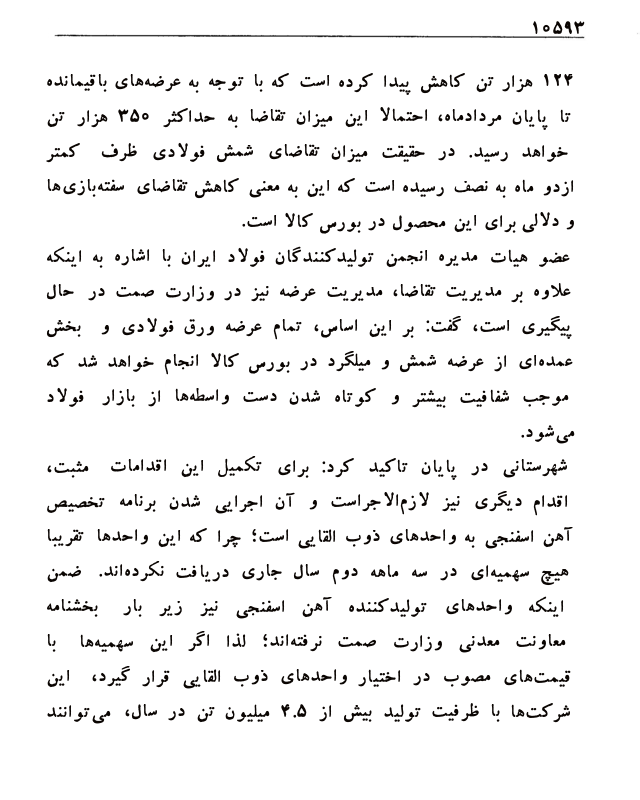 ۱۰۵۹۳
۱۲۴ هزار تن کاهش پیدا کرده است که با توجه به عرضه‌های باقیمانده
تا پایان مردادماه، احتمالا این میزان تقاضا به حداکثر ۳۵۰ هزار تن
خواهد رسید. در حقیقت میزان تقاضای شمش فولادی ظرف کمتر
ازدو ماه به نصف رسیده است که این به معنی کاهش تقاضای سفته‌بازی‌ها
و دلالی برای این محصول در بورس کالا است.
عضو هیات مدیره انجمن تولیدکنندگان فولاد ایران با اشاره به اینکه
علاوه بر مدیریت تقاضا، مدیریت عرضه نیز در وزارت صمت در حال
پیگیری است، گفت: بر این اساس، تمام عرضه ورق فولادی و بخش
عمده‌ای از عرضه شمش و میلگرد در بورس کالا انجام خواهد شد که
موجب شفافیت بیشتر و کوتاه شدن دست واسطه‌ها از بازار فولاد
می‌شود.
شهرستانی در پایان تاکید کرد: برای تکمیل این اقدامات مثبت،
اقدام دیگری نیز لازم‌الاجراست و آن اجرایی شدن برنامه تخصیص
آهن اسفنجی به واحدهای ذوب القایی است؛ چرا که این واحدها تقریبا
هیچ سهمیه‌ای در سه ماهه دوم سال جاری دریافت نکرده‌اند. ضمن
اینکه واحدهای تولیدکننده آهن اسفنجی نیز زیر بار بخشنامه
معاونت معدنی وزارت صمت نرفته‌اند؛ لذا اگر این سهمیه‌ها با
قیمت‌های مصوب در اختیار واحدهای ذوب القایی قرار گیرد، این
شرکت‌ها با ظرفیت تولید بیش از ۴.۵ میلیون تن در سال، می‌توانند